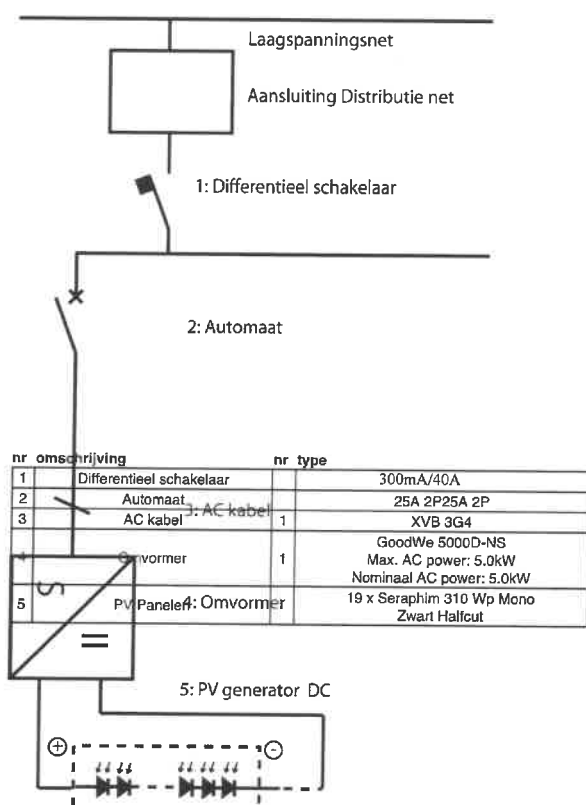 Laagspanningsnet
Aansluiting Distributie net
1: Differentieel schakelaar
2: Automaat
nr omschrijving nr type
1 Differentieel schakelaar 300mA/40A
2 Automaat 25A 2P25A 2P
3: AC kabel
3 AC kabel 1 XVB 3G4
4 Omvormer 1 GoodWe 5000D-NS
Max. AC power: 5.0kW
Nominaal AC power: 5.0kW
5 PV Panelen 19 x Seraphim 310 Wp Mono
Zwart Halfcut
4: Omvormer
5: PV generator DC